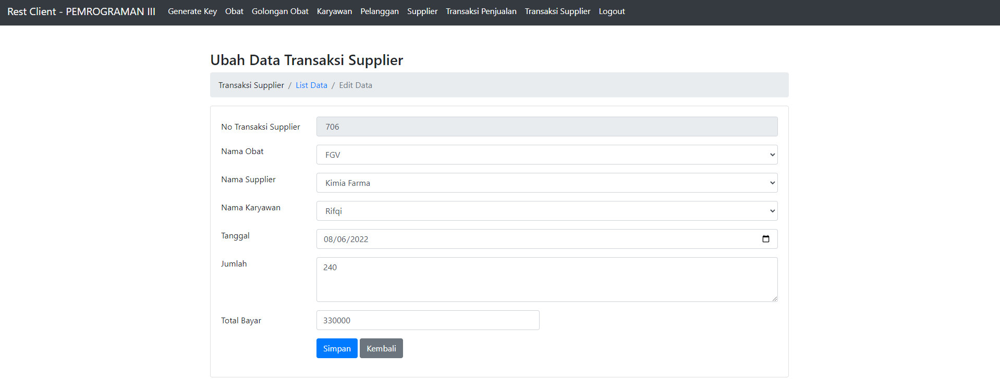 Rest Client - PEMROGRAMAN III Generate Key Obat Golongan Obat Karyawan Pelanggan Supplier Transaksi Penjualan Transaksi Supplier Logout
Ubah Data Transaksi Supplier
Transaksi Supplier / List Data / Edit Data
No Transaksi Supplier 706
Nama Obat FGV
Nama Supplier Kimia Farma
Nama Karyawan Rifqi
Tanggal 08/06/2022
Jumlah 240
Total Bayar 330000
Simpan Kembali